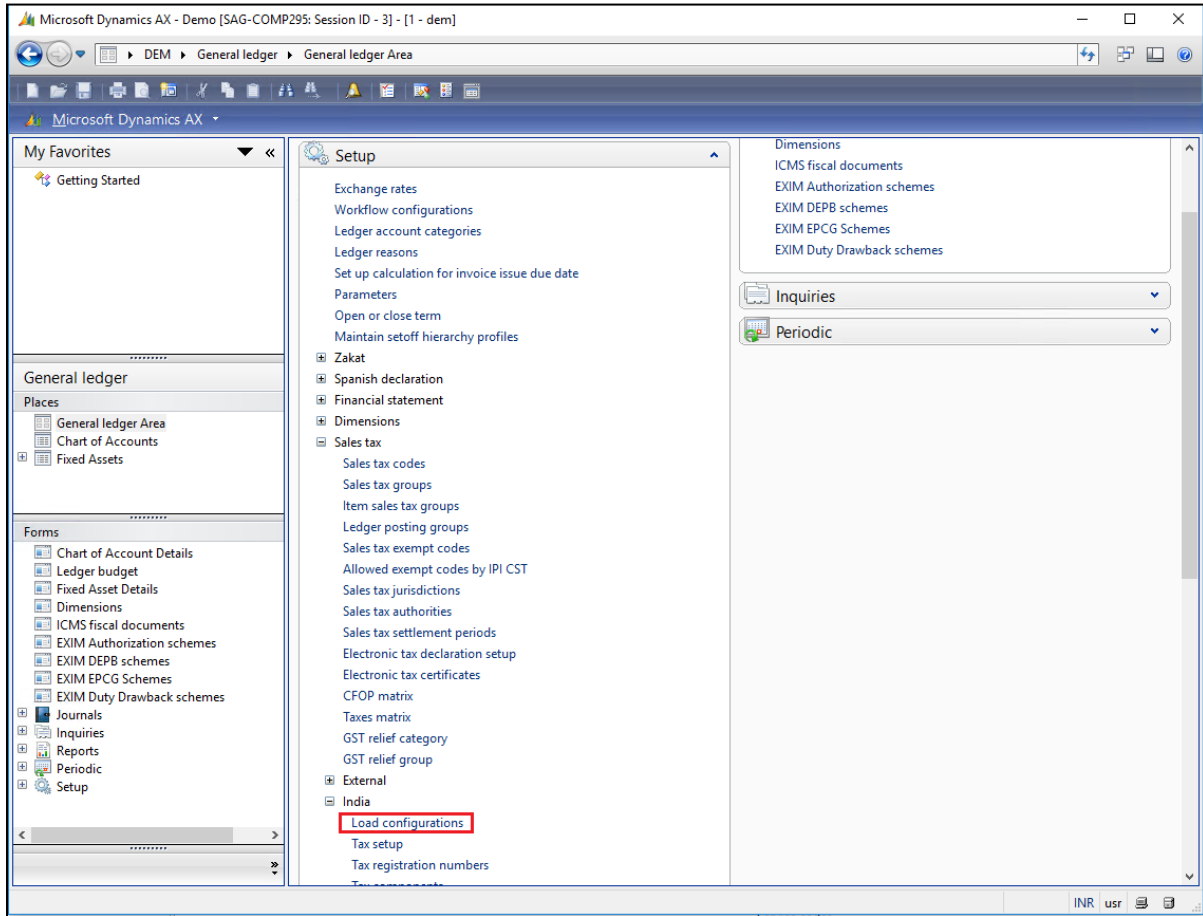 Microsoft Dynamics AX - Demo [SAG-COMP295: Session ID - 3] - [1 - dem]
DEM General ledger General ledger Area
Microsoft Dynamics AX
My Favorites
Getting Started
General ledger
Places
General ledger Area
Chart of Accounts
Fixed Assets
Forms
Chart of Account Details
Ledger budget
Fixed Asset Details
Dimensions
ICMS fiscal documents
EXIM Authorization schemes
EXIM DEPB schemes
EXIM EPCG Schemes
EXIM Duty Drawback schemes
Journals
Inquiries
Reports
Periodic
Setup
Setup
Exchange rates
Workflow configurations
Ledger account categories
Ledger reasons
Set up calculation for invoice issue due date
Parameters
Open or close term
Maintain setoff hierarchy profiles
Zakat
Spanish declaration
Financial statement
Dimensions
Sales tax
Sales tax codes
Sales tax groups
Item sales tax groups
Ledger posting groups
Sales tax exempt codes
Allowed exempt codes by IPI CST
Sales tax jurisdictions
Sales tax authorities
Sales tax settlement periods
Electronic tax declaration setup
Electronic tax certificates
CFOP matrix
Taxes matrix
GST relief category
GST relief group
External
India
Load configurations
Tax setup
Tax registration numbers
Tax components
Dimensions
ICMS fiscal documents
EXIM Authorization schemes
EXIM DEPB schemes
EXIM EPCG Schemes
EXIM Duty Drawback schemes
Inquiries
Periodic
INR usr